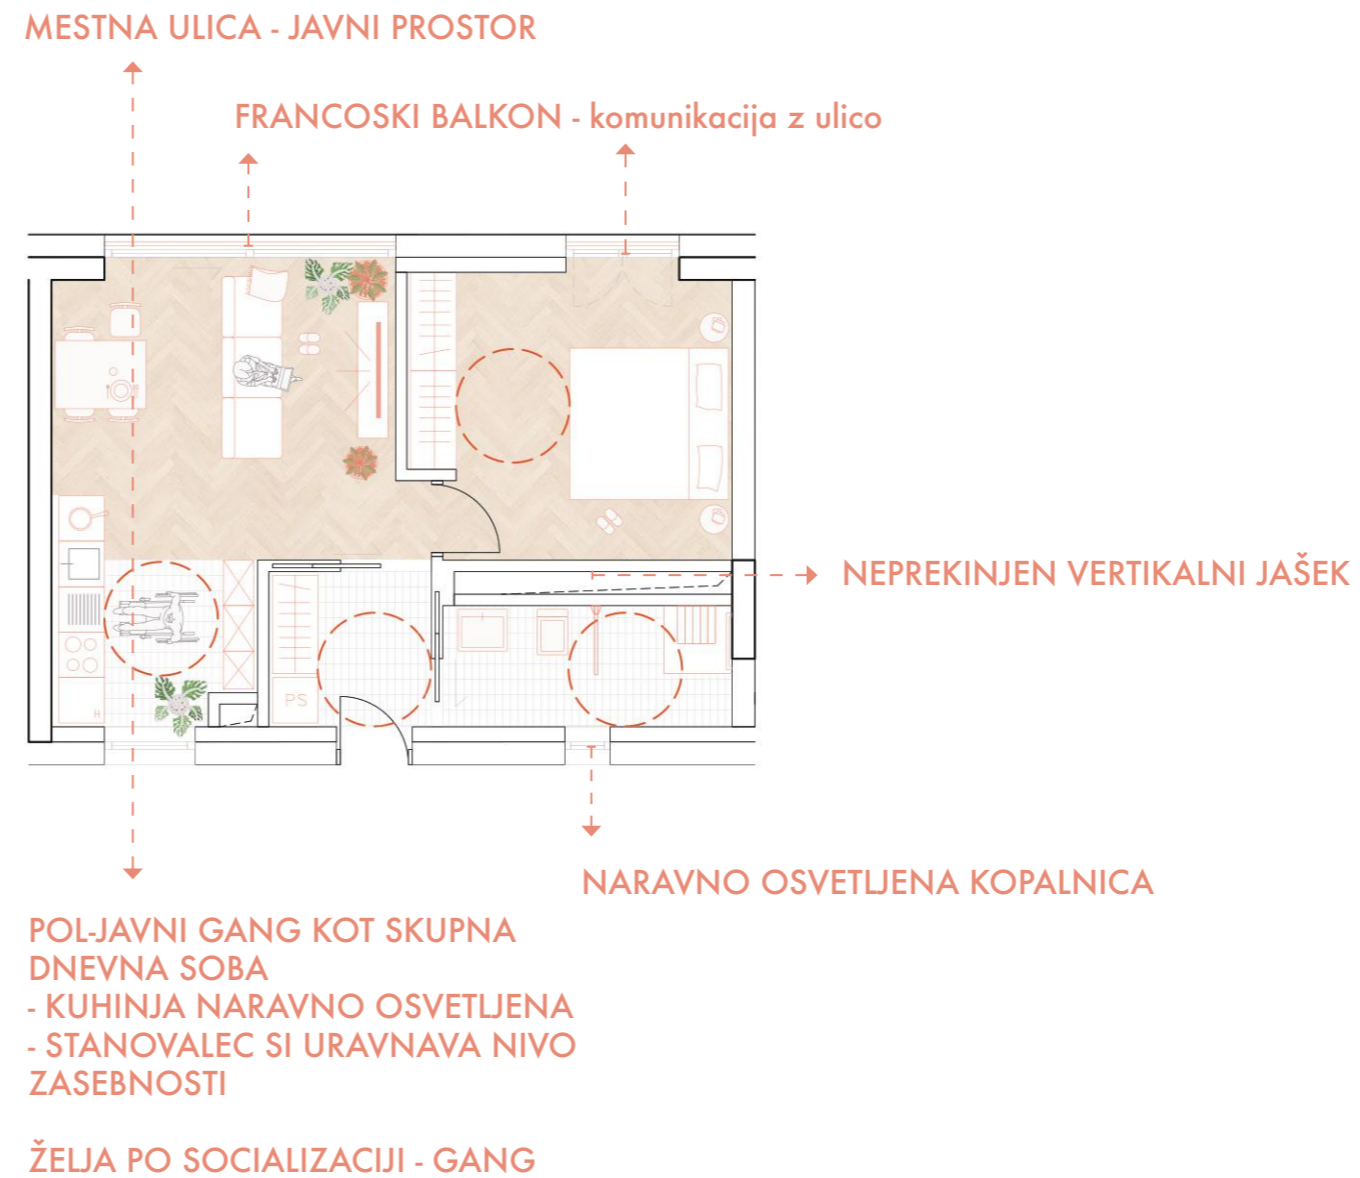 MESTNA ULICA - JAVNI PROSTOR
FRANCOSKI BALKON - komunikacija z ulico
NEPREKINJEN VERTIKALNI JAŠEK
PS
H
NARAVNO OSVETLJENA KOPALNICA
POL-JAVNI GANG KOT SKUPNA
DNEVNA SOBA
- KUHINJA NARAVNO OSVETLJENA
- STANOVALEC SI URAVNAVA NIVO
ZASEBNOSTI
ŽELJA PO SOCIALIZACIJI - GANG